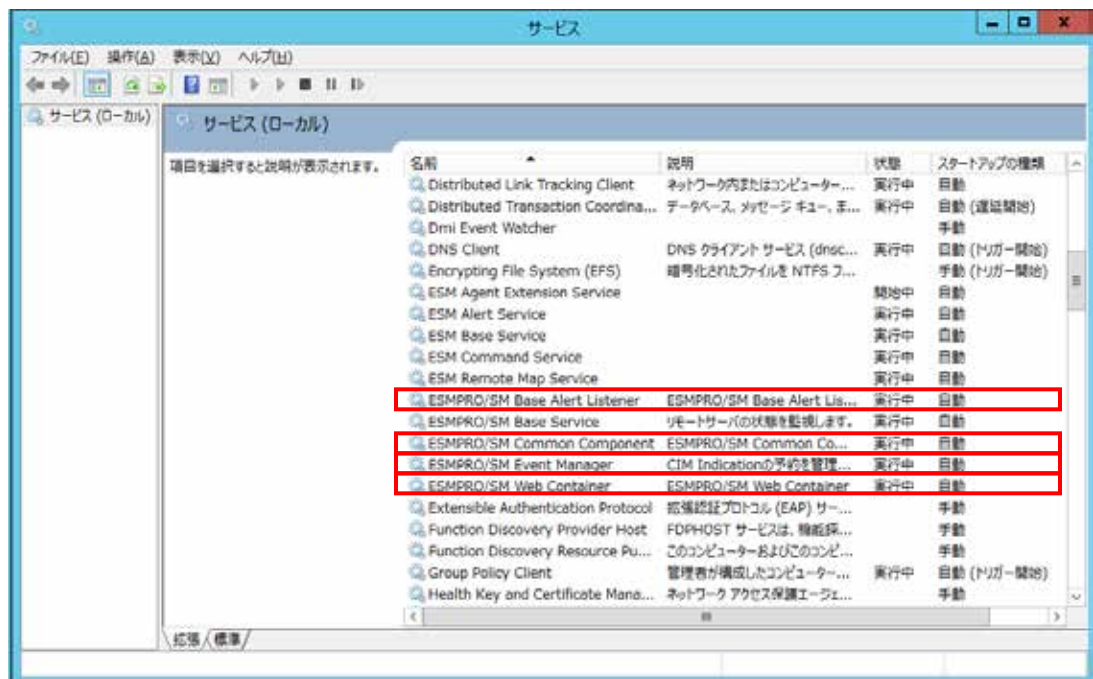 サービス
ファイル(F) 操作(A) 表示(V) ヘルプ(H)
サービス (ローカル)
サービス (ローカル)
項目を選択すると説明が表示されます。
名前 説明 状態 スタートアップの種類
Distributed Link Tracking Client ネットワーク内またはコンピューター... 実行中 自動
Distributed Transaction Coordina... データベース、メッセージ キュー、ま... 実行中 自動 (遅延開始)
Dmi Event Watcher 手動
DNS Client DNS クライアント サービス (dnsc... 実行中 自動 (トリガー開始)
Encrypting File System (EFS) 暗号化されたファイルを NTFS フ... 手動 (トリガー開始)
ESM Agent Extension Service 開始中 自動
ESM Alert Service 実行中 自動
ESM Base Service 実行中 自動
ESM Command Service 実行中 自動
ESM Remote Map Service 実行中 自動
ESMPRO/SM Base Alert Listener ESMPRO/SM Base Alert Lis... 実行中 自動
ESMPRO/SM Base Service リモートサーバの状態を監視します。 実行中 自動
ESMPRO/SM Common Component ESMPRO/SM Common Co... 実行中 自動
ESMPRO/SM Event Manager CIM Indicationの予約を管理... 実行中 自動
ESMPRO/SM Web Container ESMPRO/SM Web Container 実行中 自動
Extensible Authentication Protocol 拡張認証プロトコル (EAP) サー... 手動
Function Discovery Provider Host FDPHOST サービスは、機能探... 手動
Function Discovery Resource Pu... このコンピューターおよびこのコンピ... 手動
Group Policy Client 管理者が構成したコンピューター... 実行中 自動 (トリガー開始)
Health Key and Certificate Mana... ネットワーク アクセス保護エージェ... 手動
拡張 標準